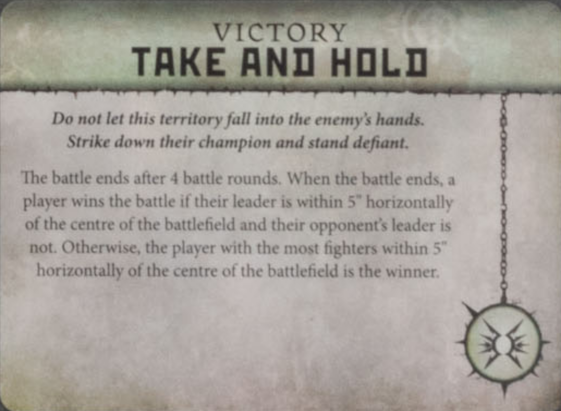 VICTORY
TAKE AND HOLD
Do not let this territory fall into the enemy's hands.
Strike down their champion and stand defiant.
The battle ends after 4 battle rounds. When the battle ends, a
player wins the battle if their leader is within 5" horizontally
of the centre of the battlefield and their opponent's leader is
not. Otherwise, the player with the most fighters within 5"
horizontally of the centre of the battlefield is the winner.